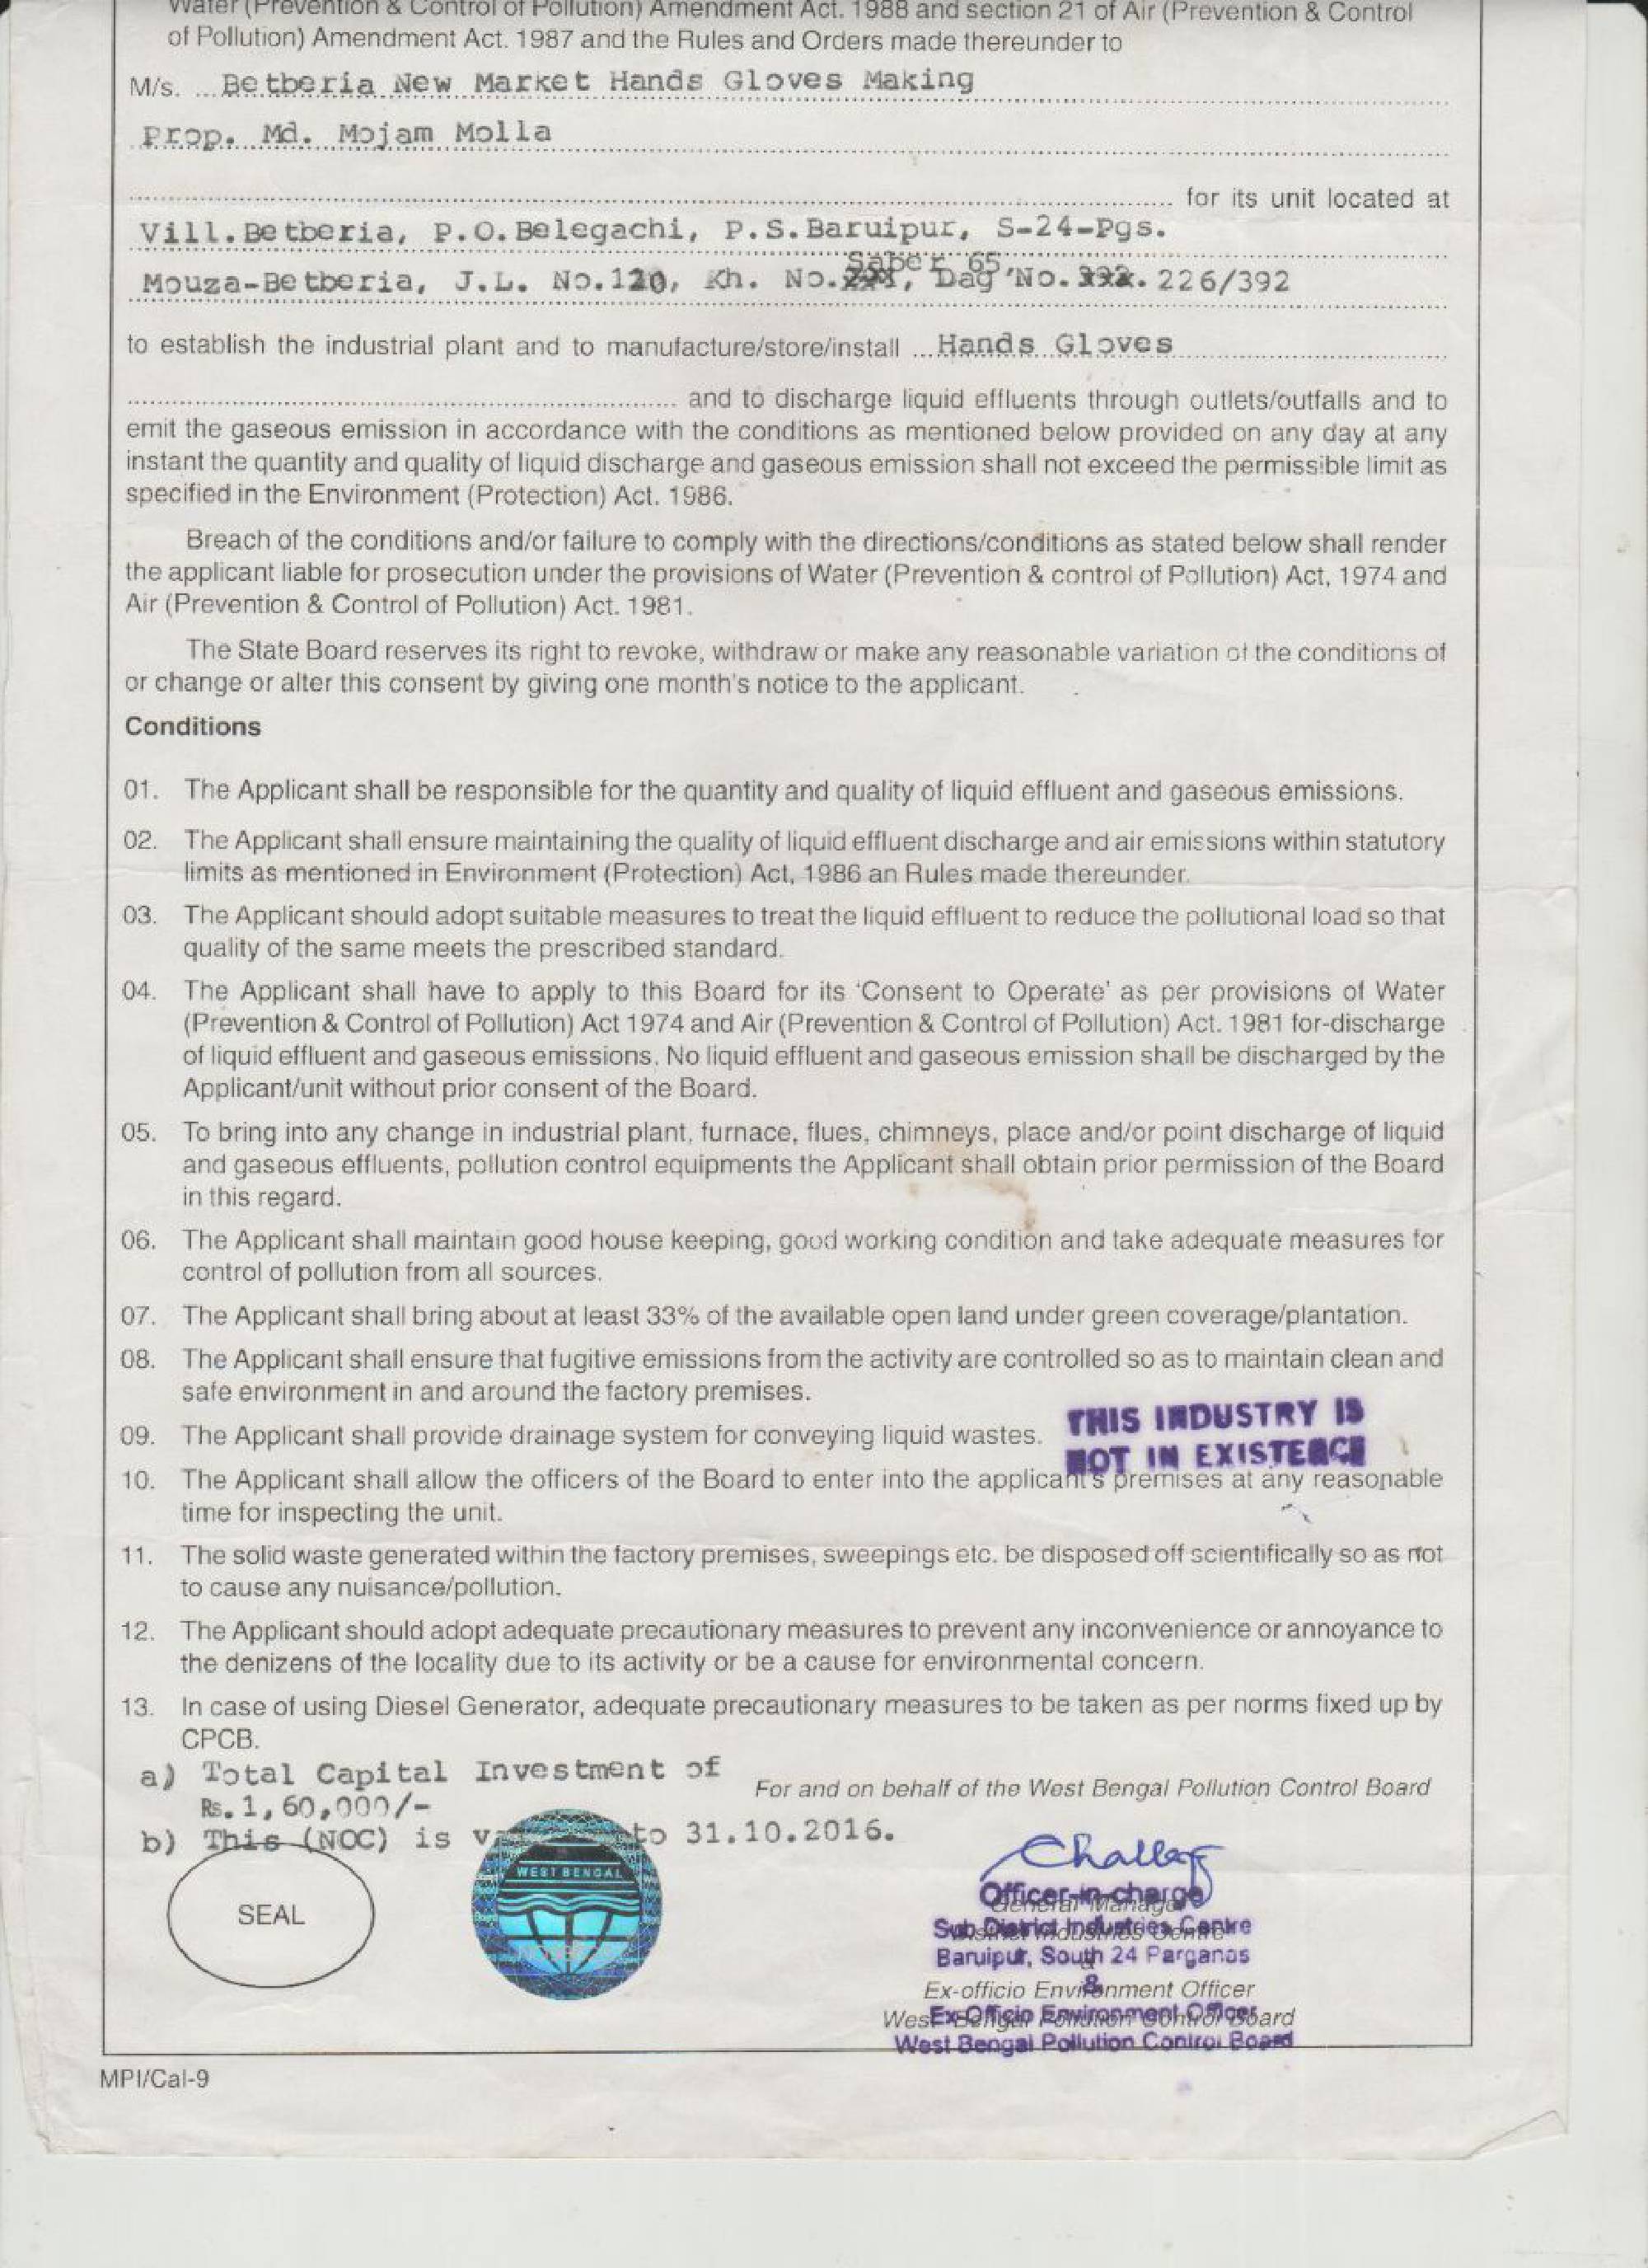 Water (Prevention & Control of Pollution) Amendment Act. 1988 and section 21 of Air (Prevention & Control
of Pollution) Amendment Act. 1987 and the Rules and Orders made thereunder to
M/s. ... Betberia New Market Hands Gloves Making
Prop. Md. Mojam Molla
for its unit located at
Vill. Betberia, P.O. Belegachi, P.S. Baruipur, S-24-Pgs.
Saber 65
Mouza-Betberia, J.L. No.120, Kh. No. , Dag No. 226/392
to establish the industrial plant and to manufacture/store/install ... Hands Gloves
and to discharge liquid effluents through outlets/outfalls and to
emit the gaseous emission in accordance with the conditions as mentioned below provided on any day at any
instant the quantity and quality of liquid discharge and gaseous emission shall not exceed the permissible limit as
specified in the Environment (Protection) Act. 1986.
Breach of the conditions and/or failure to comply with the directions/conditions as stated below shall render
the applicant liable for prosecution under the provisions of Water (Prevention & control of Pollution) Act, 1974 and
Air (Prevention & Control of Pollution) Act. 1981.
The State Board reserves its right to revoke, withdraw or make any reasonable variation of the conditions of
or change or alter this consent by giving one month's notice to the applicant.
Conditions
01. The Applicant shall be responsible for the quantity and quality of liquid effluent and gaseous emissions.
02. The Applicant shall ensure maintaining the quality of liquid effluent discharge and air emissions within statutory
limits as mentioned in Environment (Protection) Act, 1986 an Rules made thereunder.
03. The Applicant should adopt suitable measures to treat the liquid effluent to reduce the pollutional load so that
quality of the same meets the prescribed standard.
04. The Applicant shall have to apply to this Board for its 'Consent to Operate' as per provisions of Water
(Prevention & Control of Pollution) Act 1974 and Air (Prevention & Control of Pollution) Act. 1981 for-discharge
of liquid effluent and gaseous emissions. No liquid effluent and gaseous emission shall be discharged by the
Applicant/unit without prior consent of the Board.
05. To bring into any change in industrial plant, furnace, flues, chimneys, place and/or point discharge of liquid
and gaseous effluents, pollution control equipments the Applicant shall obtain prior permission of the Board
in this regard.
06. The Applicant shall maintain good house keeping, good working condition and take adequate measures for
control of pollution from all sources.
07. The Applicant shall bring about at least 33% of the available open land under green coverage/plantation.
08. The Applicant shall ensure that fugitive emissions from the activity are controlled so as to maintain clean and
safe environment in and around the factory premises.
THIS INDUSTRY IS
09. The Applicant shall provide drainage system for conveying liquid wastes.
NOT IN EXISTENCE
10. The Applicant shall allow the officers of the Board to enter into the applicant's premises at any reasonable
time for inspecting the unit.
11. The solid waste generated within the factory premises, sweepings etc. be disposed off scientifically so as not
to cause any nuisance/pollution.
12. The Applicant should adopt adequate precautionary measures to prevent any inconvenience or annoyance to
the denizens of the locality due to its activity or be a cause for environmental concern.
13. In case of using Diesel Generator, adequate precautionary measures to be taken as per norms fixed up by
CPCB.
a) Total Capital Investment of
Rs. 1,60,000/-
For and on behalf of the West Bengal Pollution Control Board
b) This (NOC) is to 31.10.2016.
WEST BENGAL
SEAL
Officer-in-charge
General Manager
Sub District Industries Centre
District Industries Centre
Baruipur, South 24 Parganas
&
Ex-officio Environment Officer
Ex-Officio Environment Officer
West Bengal Pollution Control Board
West Bengal Pollution Control Board
MPI/Cal-9